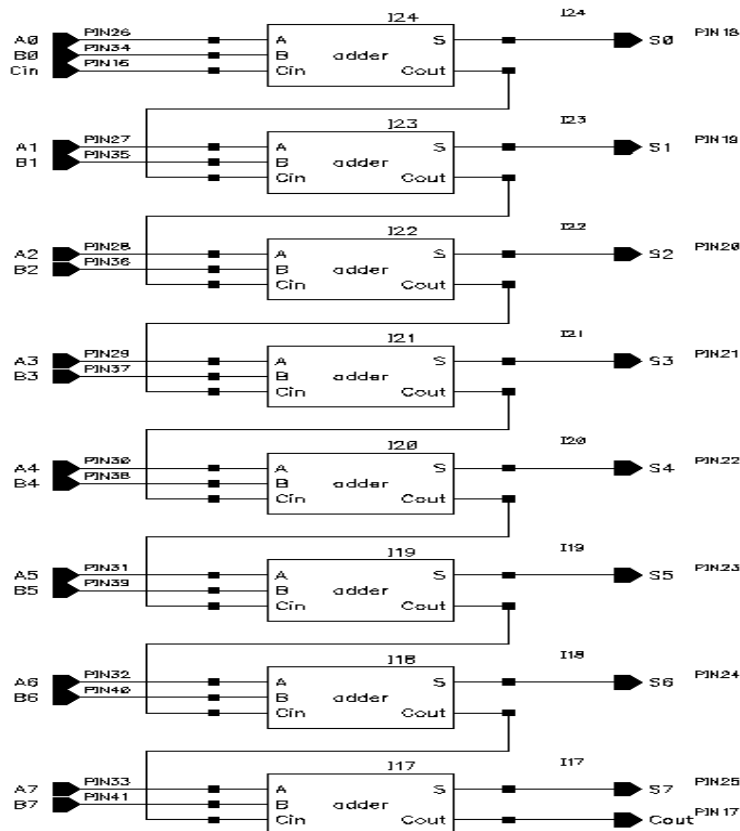 I24 I24
A0 PIN26 A S S0 PIN18
B0 PIN34 B adder
Cin PIN16 Cin Cout
I23 I23
A1 PIN27 A S S1 PIN19
B1 PIN35 B adder
Cin Cout
I22 I22
A2 PIN28 A S S2 PIN20
B2 PIN36 B adder
Cin Cout
I21 I21
A3 PIN29 A S S3 PIN21
B3 PIN37 B adder
Cin Cout
I20 I20
A4 PIN30 A S S4 PIN22
B4 PIN38 B adder
Cin Cout
I19 I19
A5 PIN31 A S S5 PIN23
B5 PIN39 B adder
Cin Cout
I18 I18
A6 PIN32 A S S6 PIN24
B6 PIN40 B adder
Cin Cout
I17 I17
A7 PIN33 A S S7 PIN25
B7 PIN41 B adder
Cin Cout Cout PIN17